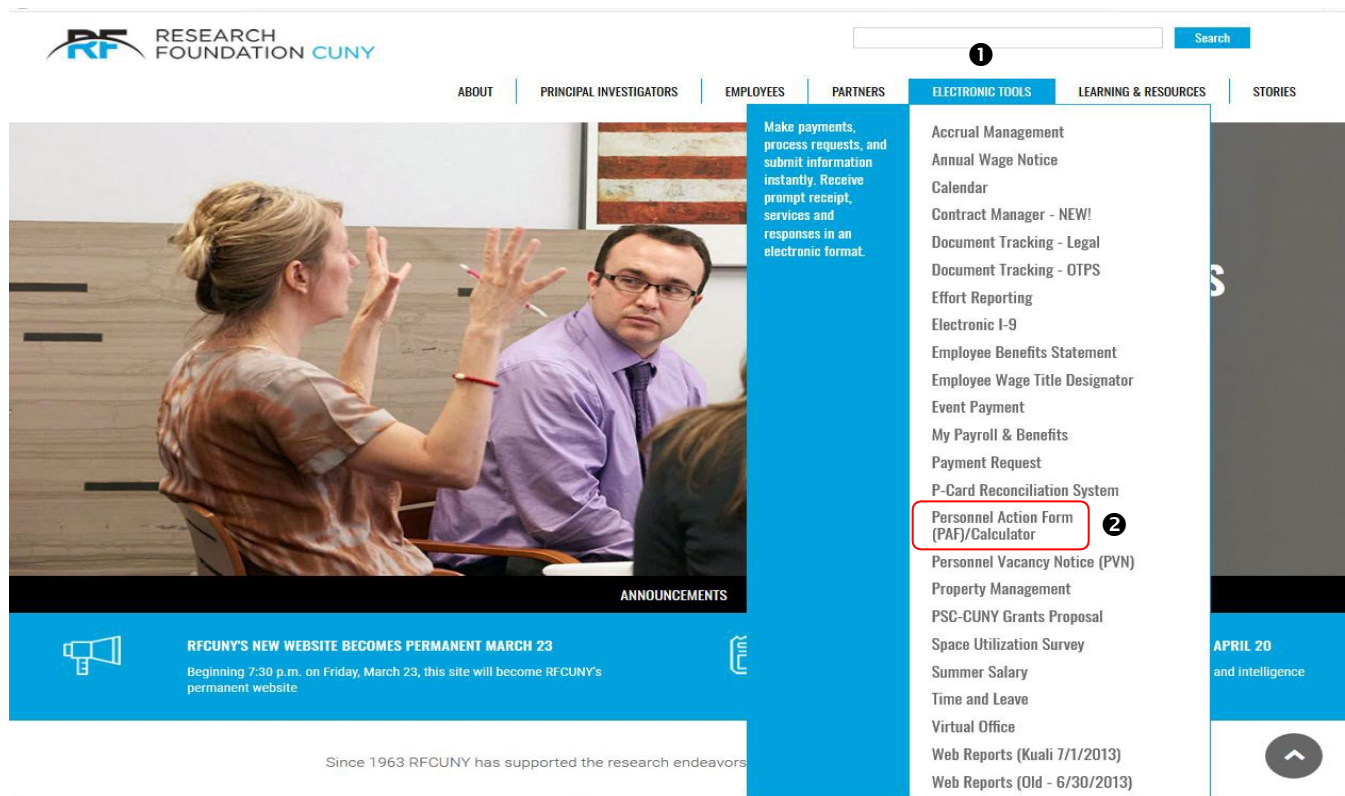 RESEARCH
FOUNDATION CUNY
Search
❶
ABOUT
PRINCIPAL INVESTIGATORS
EMPLOYEES
PARTNERS
ELECTRONIC TOOLS
LEARNING & RESOURCES
STORIES
Make payments,
process requests, and
submit information
instantly. Receive
prompt receipt,
services and
responses in an
electronic format.
Accrual Management
Annual Wage Notice
Calendar
Contract Manager - NEW!
Document Tracking - Legal
Document Tracking - OTPS
Effort Reporting
Electronic I-9
Employee Benefits Statement
Employee Wage Title Designator
Event Payment
My Payroll & Benefits
Payment Request
P-Card Reconciliation System
Personnel Action Form
(PAF)/Calculator
❷
Personnel Vacancy Notice (PVN)
Property Management
PSC-CUNY Grants Proposal
Space Utilization Survey
Summer Salary
Time and Leave
Virtual Office
Web Reports (Kuali 7/1/2013)
Web Reports (Old - 6/30/2013)
S
ANNOUNCEMENTS
RFCUNY'S NEW WEBSITE BECOMES PERMANENT MARCH 23
Beginning 7:30 p.m. on Friday, March 23, this site will become RFCUNY's
permanent website
APRIL 20
and intelligence
Since 1963 RFCUNY has supported the research endeavors